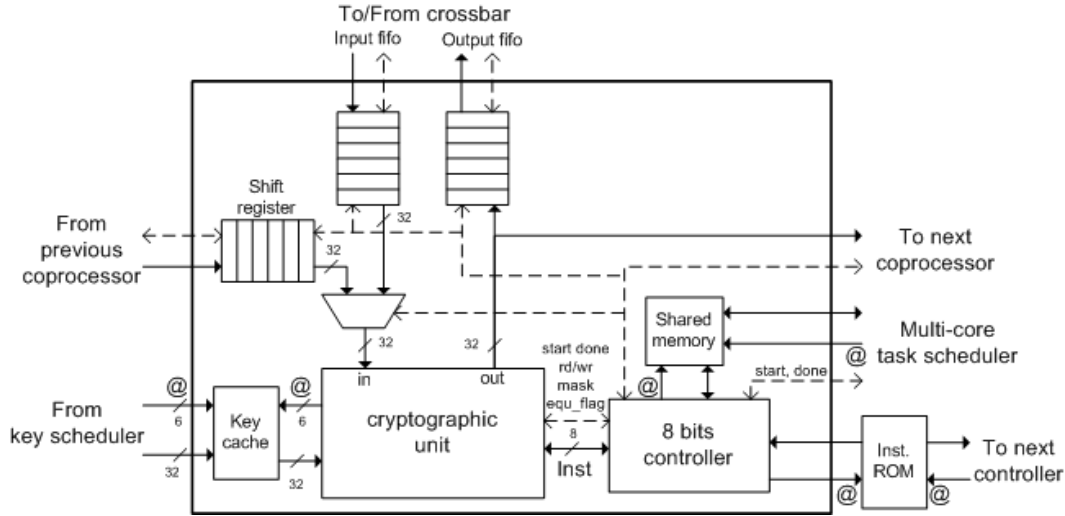 To/From crossbar
Input fifo
Output fifo
Shift
register
32
From
previous
coprocessor
32
To next
coprocessor
Shared
memory
Multi-core
task scheduler
@
32
32
start done
rd/wr
mask
equ_flag
start, done
in
out
@
@
@
6
6
From
key scheduler
Key
cache
cryptographic
unit
8
Inst
8 bits
controller
Inst.
ROM
To next
controller
32
32
@
@